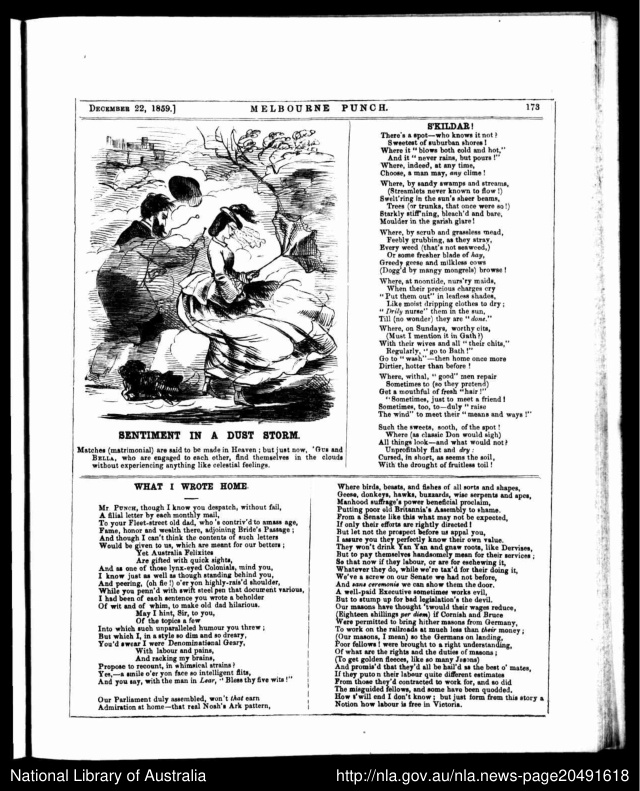 DECEMBER 22, 1859.] MELBOURNE PUNCH. 173
SENTIMENT IN A DUST STORM.
Matches (matrimonial) are said to be made in Heaven; but just now, 'GUS and
BELLA, who are engaged to each other, find themselves in the clouds
without experiencing anything like celestial feelings.
S'KILDAR!
There's a spot—who knows it not?
Sweetest of suburban shores!
Where it "blows both cold and hot,"
And it "never rains, but pours!"
Where, indeed, at any time,
Choose, a man may, any clime!
Where, by sandy swamps and streams,
(Streamlets never known to flow!)
Swelt'ring in the sun's sheer beams,
Trees (or trunks, that once were so!)
Starkly stiff'ning, bleach'd and bare,
Moulder in the garish glare!
Where, by scrub and grassless mead,
Feebly grubbing, as they stray,
Every weed (that's not seaweed,)
Or some fresher blade of hay,
Greedy geese and milkless cows
(Dogg'd by mangy mongrels) browse!
Where, at noontide, nurs'ry maids,
When their precious charges cry
"Put them out" in leafless shades,
Like moist dripping clothes to dry;
"Drily nurse" them in the sun,
Till (no wonder) they are "done."
Where, on Sundays, worthy cits,
(Must I mention it in Gath?)
With their wives and all "their chits,"
Regularly, "go to Bath!"
Go to "wash"—then home once more
Dirtier, hotter than before!
Where, withal, "good" men repair
Sometimes to (so they pretend)
Get a mouthful of fresh "hair!"
"Sometimes, just to meet a friend!
Sometimes, too, to—duly "raise
The wind" to meet their "means and ways!"
Such the sweets, sooth, of the spot!
Where (as classic Don would sigh)
All things look—and what would not?
Unprofitably flat and dry:
Cursed, in short, as seems the soil,
With the drought of fruitless toil!
WHAT I WROTE HOME.
MR PUNCH, though I know you despatch, without fail,
A filial letter by each monthly mail,
To your Fleet-street old dad, who's contriv'd to amass age,
Fame, honor and wealth there, adjoining Bride's Passage;
And though I can't think the contents of such letters
Would be given to us, which are meant for our betters;
Yet Australia Felixites
Are gifted with quick sights,
And as one of those lynx-eyed Colonials, mind you,
I know just as well as though standing behind you,
And peering, (oh fie!) o'er yon highly-rais'd shoulder,
While you penn'd with swift steel pen that document various,
I had been of each sentence you wrote a beholder
Of wit and of whim, to make old dad hilarious.
May I hint, Sir, to you,
Of the topics a few
Into which such unparalleled humour you threw;
But which I, in a style so dim and so dreary,
You'd swear I were Denominational Geary,
With labour and pains,
And racking my brains,
Propose to recount, in whimsical strains?
Yes,—a smile o'er yon face so intelligent flits,
And you say, with the man in Lear, "Bless thy five wits!"
Our Parliament duly assembled, won't that earn
Admiration at home—that real Noah's Ark pattern,
Where birds, beasts, and fishes of all sorts and shapes,
Geese, donkeys, hawks, buzzards, wise serpents and apes,
Manhood suffrage's power beneficial proclaim,
Putting poor old Britannia's Assembly to shame.
From a Senate like this what may not be expected,
If only their efforts are rightly directed!
But let not the prospect before us appal you,
I assure you they perfectly know their own value.
They won't drink Yan Yan and gnaw roots, like Dervises,
But to pay themselves handsomely mean for their services;
So that now if they labour, or are for eschewing it,
Whatever they do, while we're tax'd for their doing it,
We've a screw on our Senate we had not before,
And sans ceremonie we can show them the door.
A well-paid Executive sometimes works evil,
But to stump up for bad legislation's the devil.
Our masons have thought 'twould their wages reduce,
(Eighteen shillings per diem) if Cornish and Bruce
Were permitted to bring hither masons from Germany,
To work on the railroads at much less than their money;
(Our masons, I mean) so the Germans on landing,
Poor fellows! were brought to a right understanding,
Of what are the rights and the duties of masons;
(To get golden fleeces, like so many Jasons)
And promis'd that they'd all be hail'd as the best o' mates,
If they put on their labour quite different estimates
From those they'd contracted to work for, and so did
The misguided fellows, and some have been quodded,
How t'will end I don't know; but just form from this story a
Notion how labour is free in Victoria.
National Library of Australia http://nla.gov.au/nla.news-page20491618